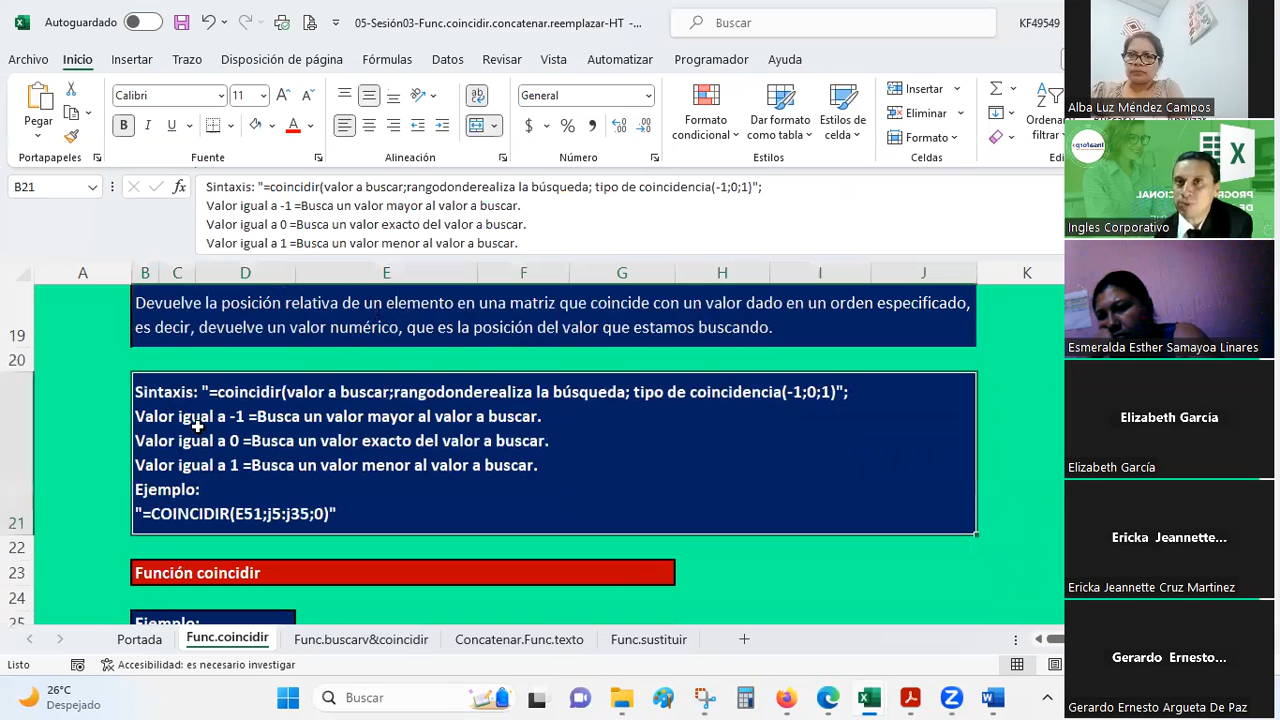 Autoguardado
05-Sesión03-Func.coincidir.concatenar.reemplazar-HT -...
Buscar
KF49549
Archivo Inicio Insertar Trazo Disposición de página Fórmulas Datos Revisar Vista Automatizar Programador Ayuda
Pegar
Calibri 11
General
Formato condicional
Dar formato como tabla
Estilos de celda
Insertar
Eliminar
Formato
Ordenar
filtrar
Portapapeles Fuente Alineación Número Estilos Celdas
B21
Sintaxis: "=coincidir(valor a buscar;rangodonderealiza la búsqueda; tipo de coincidencia(-1;0;1)";
Valor igual a -1 =Busca un valor mayor al valor a buscar.
Valor igual a 0 =Busca un valor exacto del valor a buscar.
Valor igual a 1 =Busca un valor menor al valor a buscar.
A B C D E F G H I J K
19
Devuelve la posición relativa de un elemento en una matriz que coincide con un valor dado en un orden especificado,
es decir, devuelve un valor numérico, que es la posición del valor que estamos buscando.
20
Sintaxis: "=coincidir(valor a buscar;rangodonderealiza la búsqueda; tipo de coincidencia(-1;0;1)";
Valor igual a -1 =Busca un valor mayor al valor a buscar.
Valor igual a 0 =Busca un valor exacto del valor a buscar.
Valor igual a 1 =Busca un valor menor al valor a buscar.
Ejemplo:
"=COINCIDIR(E51;j5:j35;0)"
21
22
23 Función coincidir
24
25 Ejemplo:
Portada Func.coincidir Func.buscarv&coincidir Concatenar.Func.texto Func.sustituir
Listo
Accesibilidad: es necesario investigar
26°C
Despejado
Buscar
Alba Luz Méndez Campos
Ingles Corporativo
Esmeralda Esther Samayoa Linares
Elizabeth García
Elizabeth García
Ericka Jeannette...
Ericka Jeannette Cruz Martinez
Gerardo Ernesto...
Gerardo Ernesto Argueta De Paz